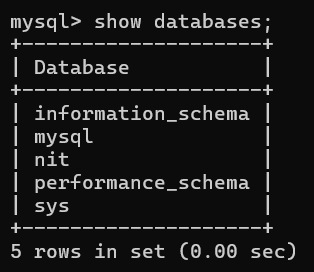 mysql> show databases;
+--------------------+
| Database           |
+--------------------+
| information_schema |
| mysql              |
| nit                |
| performance_schema |
| sys                |
+--------------------+
5 rows in set (0.00 sec)